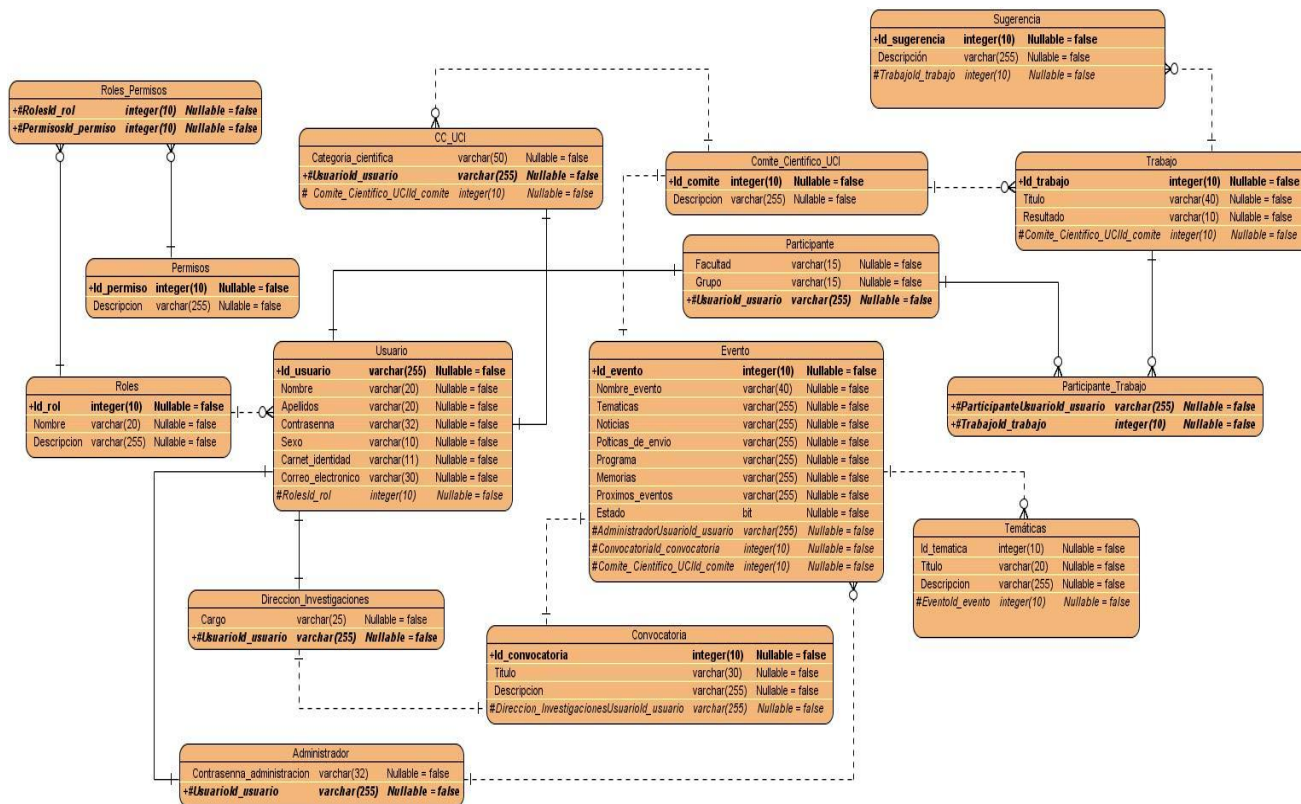 Sugerencia
+Id_sugerencia integer(10) Nullable = false
Descripción varchar(255) Nullable = false
#TrabajoId_trabajo integer(10) Nullable = false
Roles_Permisos
+#RolesId_rol integer(10) Nullable = false
+#PermisosId_permiso integer(10) Nullable = false
CC_UCI
Categoria_cientifica varchar(50) Nullable = false
+#UsuarioId_usuario varchar(255) Nullable = false
# Comite_Cientifico_UCIId_comite integer(10) Nullable = false
Comite_Cientifico_UCI
+Id_comite integer(10) Nullable = false
Descripcion varchar(255) Nullable = false
Trabajo
+Id_trabajo integer(10) Nullable = false
Titulo varchar(40) Nullable = false
Resultado varchar(10) Nullable = false
#Comite_Cientifico_UCIId_comite integer(10) Nullable = false
Participante
Facultad varchar(15) Nullable = false
Grupo varchar(15) Nullable = false
+#UsuarioId_usuario varchar(255) Nullable = false
Permisos
+Id_permiso integer(10) Nullable = false
Descripcion varchar(255) Nullable = false
Usuario
+Id_usuario varchar(255) Nullable = false
Nombre varchar(20) Nullable = false
Apellidos varchar(20) Nullable = false
Contrasenna varchar(32) Nullable = false
Sexo varchar(10) Nullable = false
Carnet_identidad varchar(11) Nullable = false
Correo_electronico varchar(30) Nullable = false
#RolesId_rol integer(10) Nullable = false
Evento
+Id_evento integer(10) Nullable = false
Nombre_evento varchar(40) Nullable = false
Tematicas varchar(255) Nullable = false
Noticias varchar(255) Nullable = false
Polticas_de_envio varchar(255) Nullable = false
Programa varchar(255) Nullable = false
Memorias varchar(255) Nullable = false
Proximos_eventos varchar(255) Nullable = false
Estado bit Nullable = false
#AdministradorUsuarioId_usuario varchar(255) Nullable = false
#ConvocatoriaId_convocatoria integer(10) Nullable = false
#Comite_Cientifico_UCIId_comite integer(10) Nullable = false
Roles
+Id_rol integer(10) Nullable = false
Nombre varchar(20) Nullable = false
Descripcion varchar(255) Nullable = false
Participante_Trabajo
+#ParticipanteUsuarioId_usuario varchar(255) Nullable = false
+#TrabajoId_trabajo integer(10) Nullable = false
Temáticas
Id_tematica integer(10) Nullable = false
Titulo varchar(20) Nullable = false
Descripcion varchar(255) Nullable = false
#EventoId_evento integer(10) Nullable = false
Direccion_Investigaciones
Cargo varchar(25) Nullable = false
+#UsuarioId_usuario varchar(255) Nullable = false
Convocatoria
+Id_convocatoria integer(10) Nullable = false
Titulo varchar(30) Nullable = false
Descripcion varchar(255) Nullable = false
#Direccion_InvestigacionesUsuarioId_usuario varchar(255) Nullable = false
Administrador
Contrasenna_administracion varchar(32) Nullable = false
+#UsuarioId_usuario varchar(255) Nullable = false